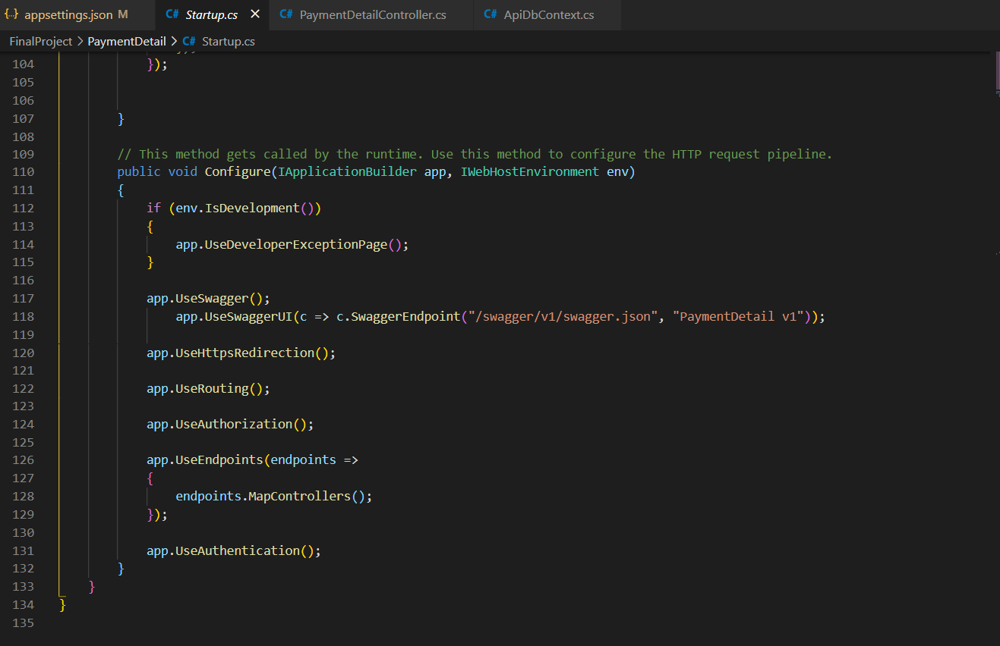 {..} appsettings.json M C# Startup.cs × C# PaymentDetailController.cs C# ApiDbContext.cs
FinalProject > PaymentDetail > C# Startup.cs
104 });
105
106
107 }
108
109 // This method gets called by the runtime. Use this method to configure the HTTP request pipeline.
110 public void Configure(IApplicationBuilder app, IWebHostEnvironment env)
111 {
112 if (env.IsDevelopment())
113 {
114 app.UseDeveloperExceptionPage();
115 }
116
117 app.UseSwagger();
118 app.UseSwaggerUI(c => c.SwaggerEndpoint("/swagger/v1/swagger.json", "PaymentDetail v1"));
119
120 app.UseHttpsRedirection();
121
122 app.UseRouting();
123
124 app.UseAuthorization();
125
126 app.UseEndpoints(endpoints =>
127 {
128 endpoints.MapControllers();
129 });
130
131 app.UseAuthentication();
132 }
133 }
134 }
135